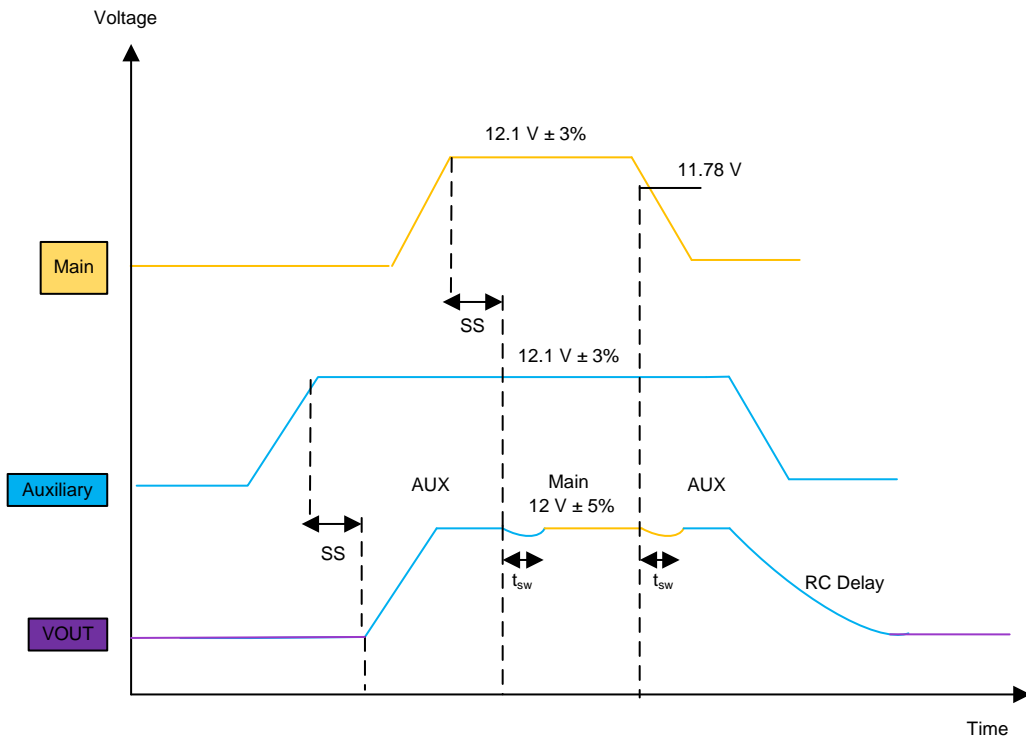 Voltage
12.1 V ± 3%
11.78 V
Main
SS
12.1 V ± 3%
Auxiliary
AUX
Main
12 V ± 5%
AUX
SS
tsw
tsw
RC Delay
VOUT
Time